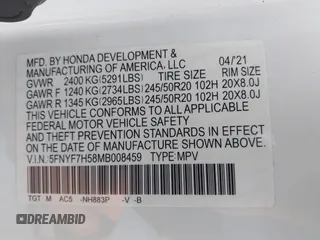 MFD. BY HONDA DEVELOPMENT &
MANUFACTURING OF AMERICA, LLC 04/21
GVWR 2400 KG(5291LBS) TIRE SIZE RIM SIZE
GAWR F 1240 KG(2734LBS)245/50R20 102H 20X8.0J
GAWR R 1345 KG(2965LBS)245/50R20 102H 20X8.0J
THIS VEHICLE CONFORMS TO ALL APPLICABLE
FEDERAL MOTOR VEHICLE SAFETY AND
THEFT PREVENTION STANDARDS IN EFFECT ON
THE DATE OF MANUFACTURE SHOWN ABOVE.
V.I.N.:5FNYF7H58MB008459 TYPE:MPV
TGT M AC5 -NH883P -V -B
BIDFAX.INFO